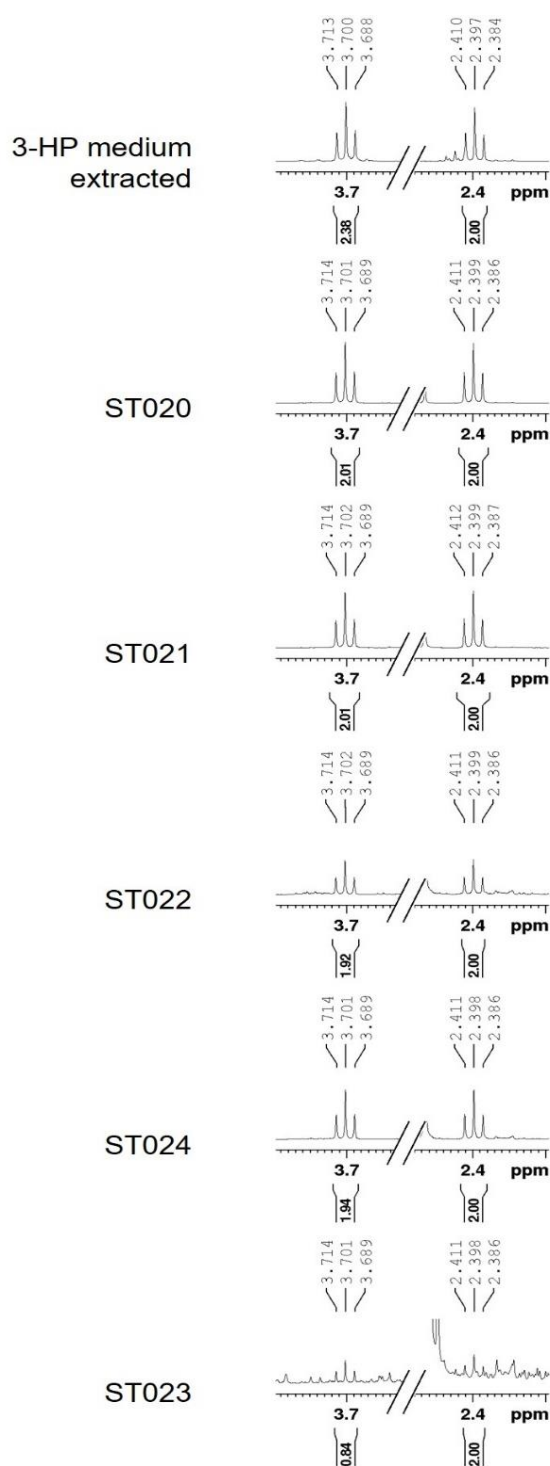 3.713 3.700 3.688 2.410 2.397 2.384
3-HP medium
extracted
3.7 2.4 ppm
2.38 2.00
3.714 3.701 3.689 2.411 2.399 2.386
ST020
3.7 2.4 ppm
2.01 2.00
3.714 3.702 3.689 2.412 2.399 2.387
ST021
3.7 2.4 ppm
2.01 2.00
3.714 3.702 3.689 2.411 2.399 2.386
ST022
3.7 2.4 ppm
1.92 2.00
3.714 3.701 3.689 2.411 2.398 2.386
ST024
3.7 2.4 ppm
1.94 2.00
3.714 3.701 3.689 2.411 2.398 2.386
ST023
3.7 2.4 ppm
0.84 2.00